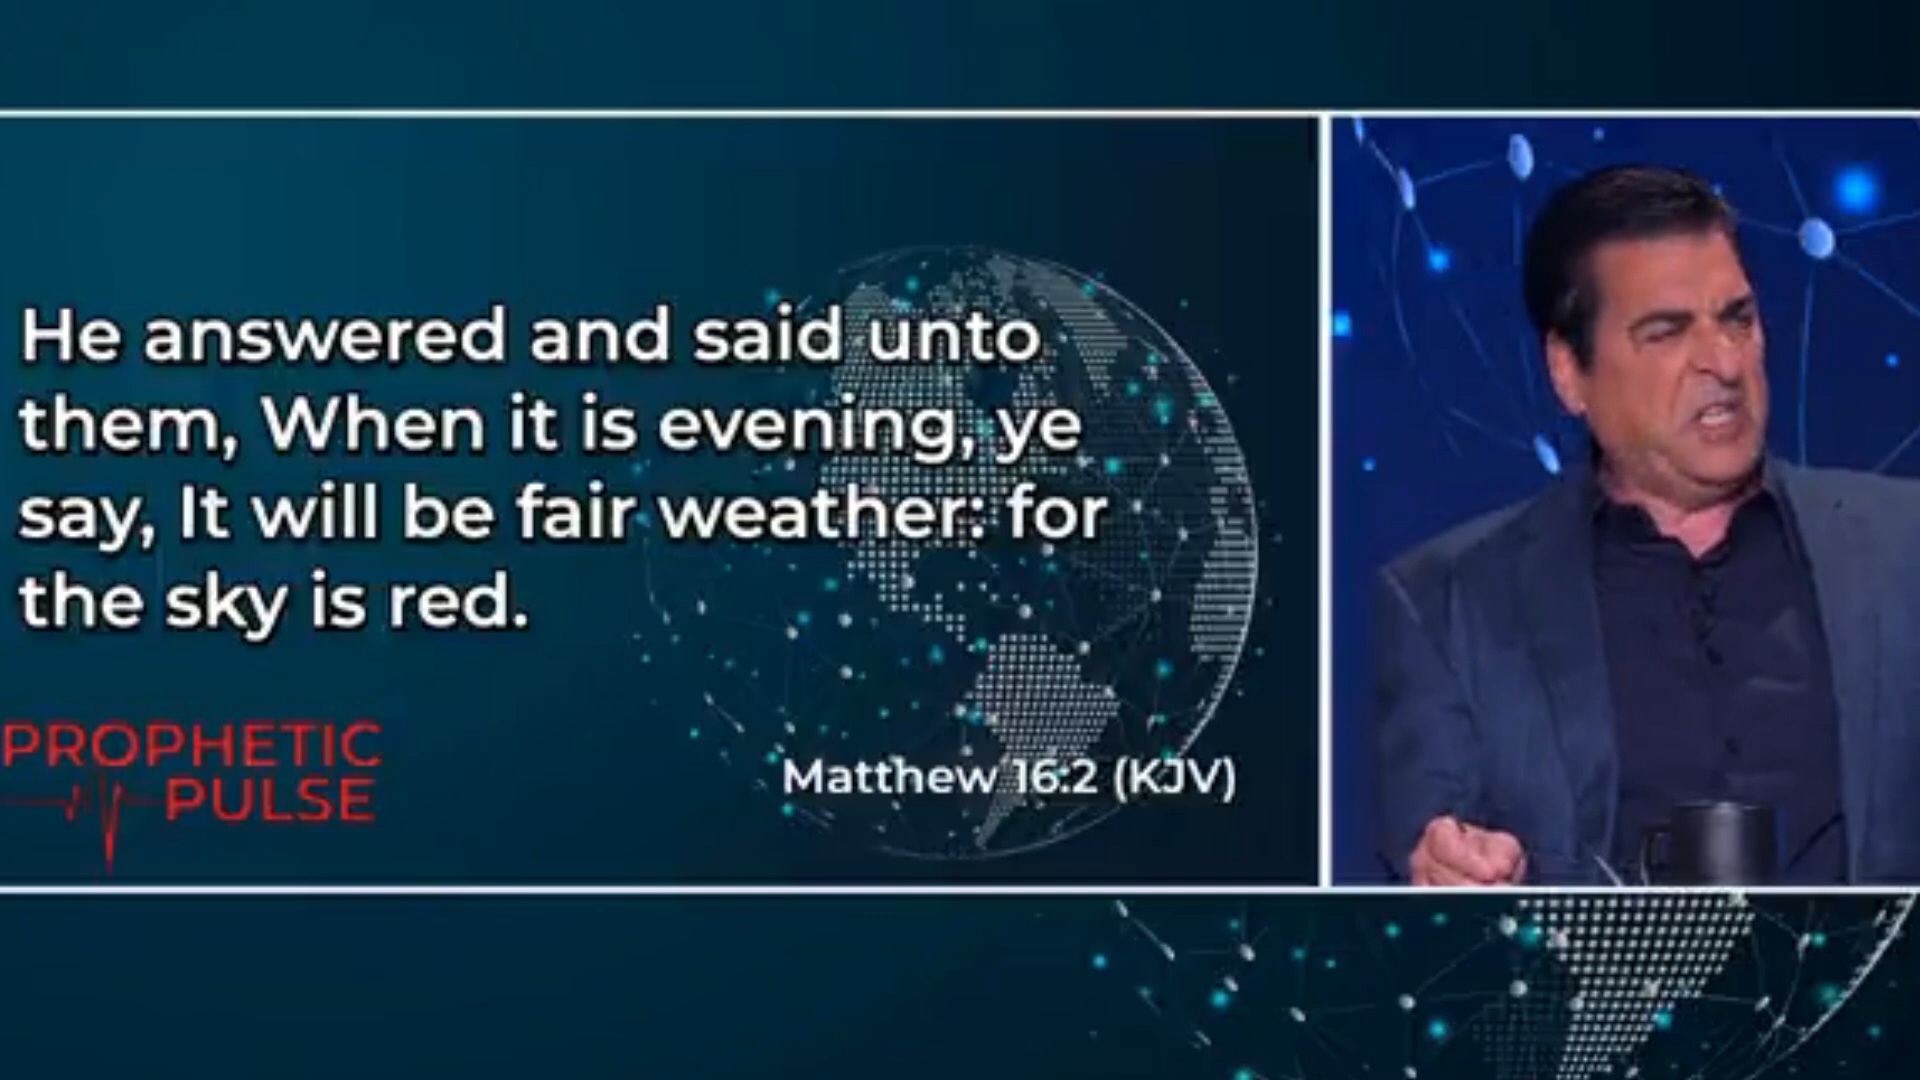 He answered and said unto
them, When it is evening, ye
say, It will be fair weather: for
the sky is red.
PROPHETIC
PULSE
Matthew 16:2 (KJV)